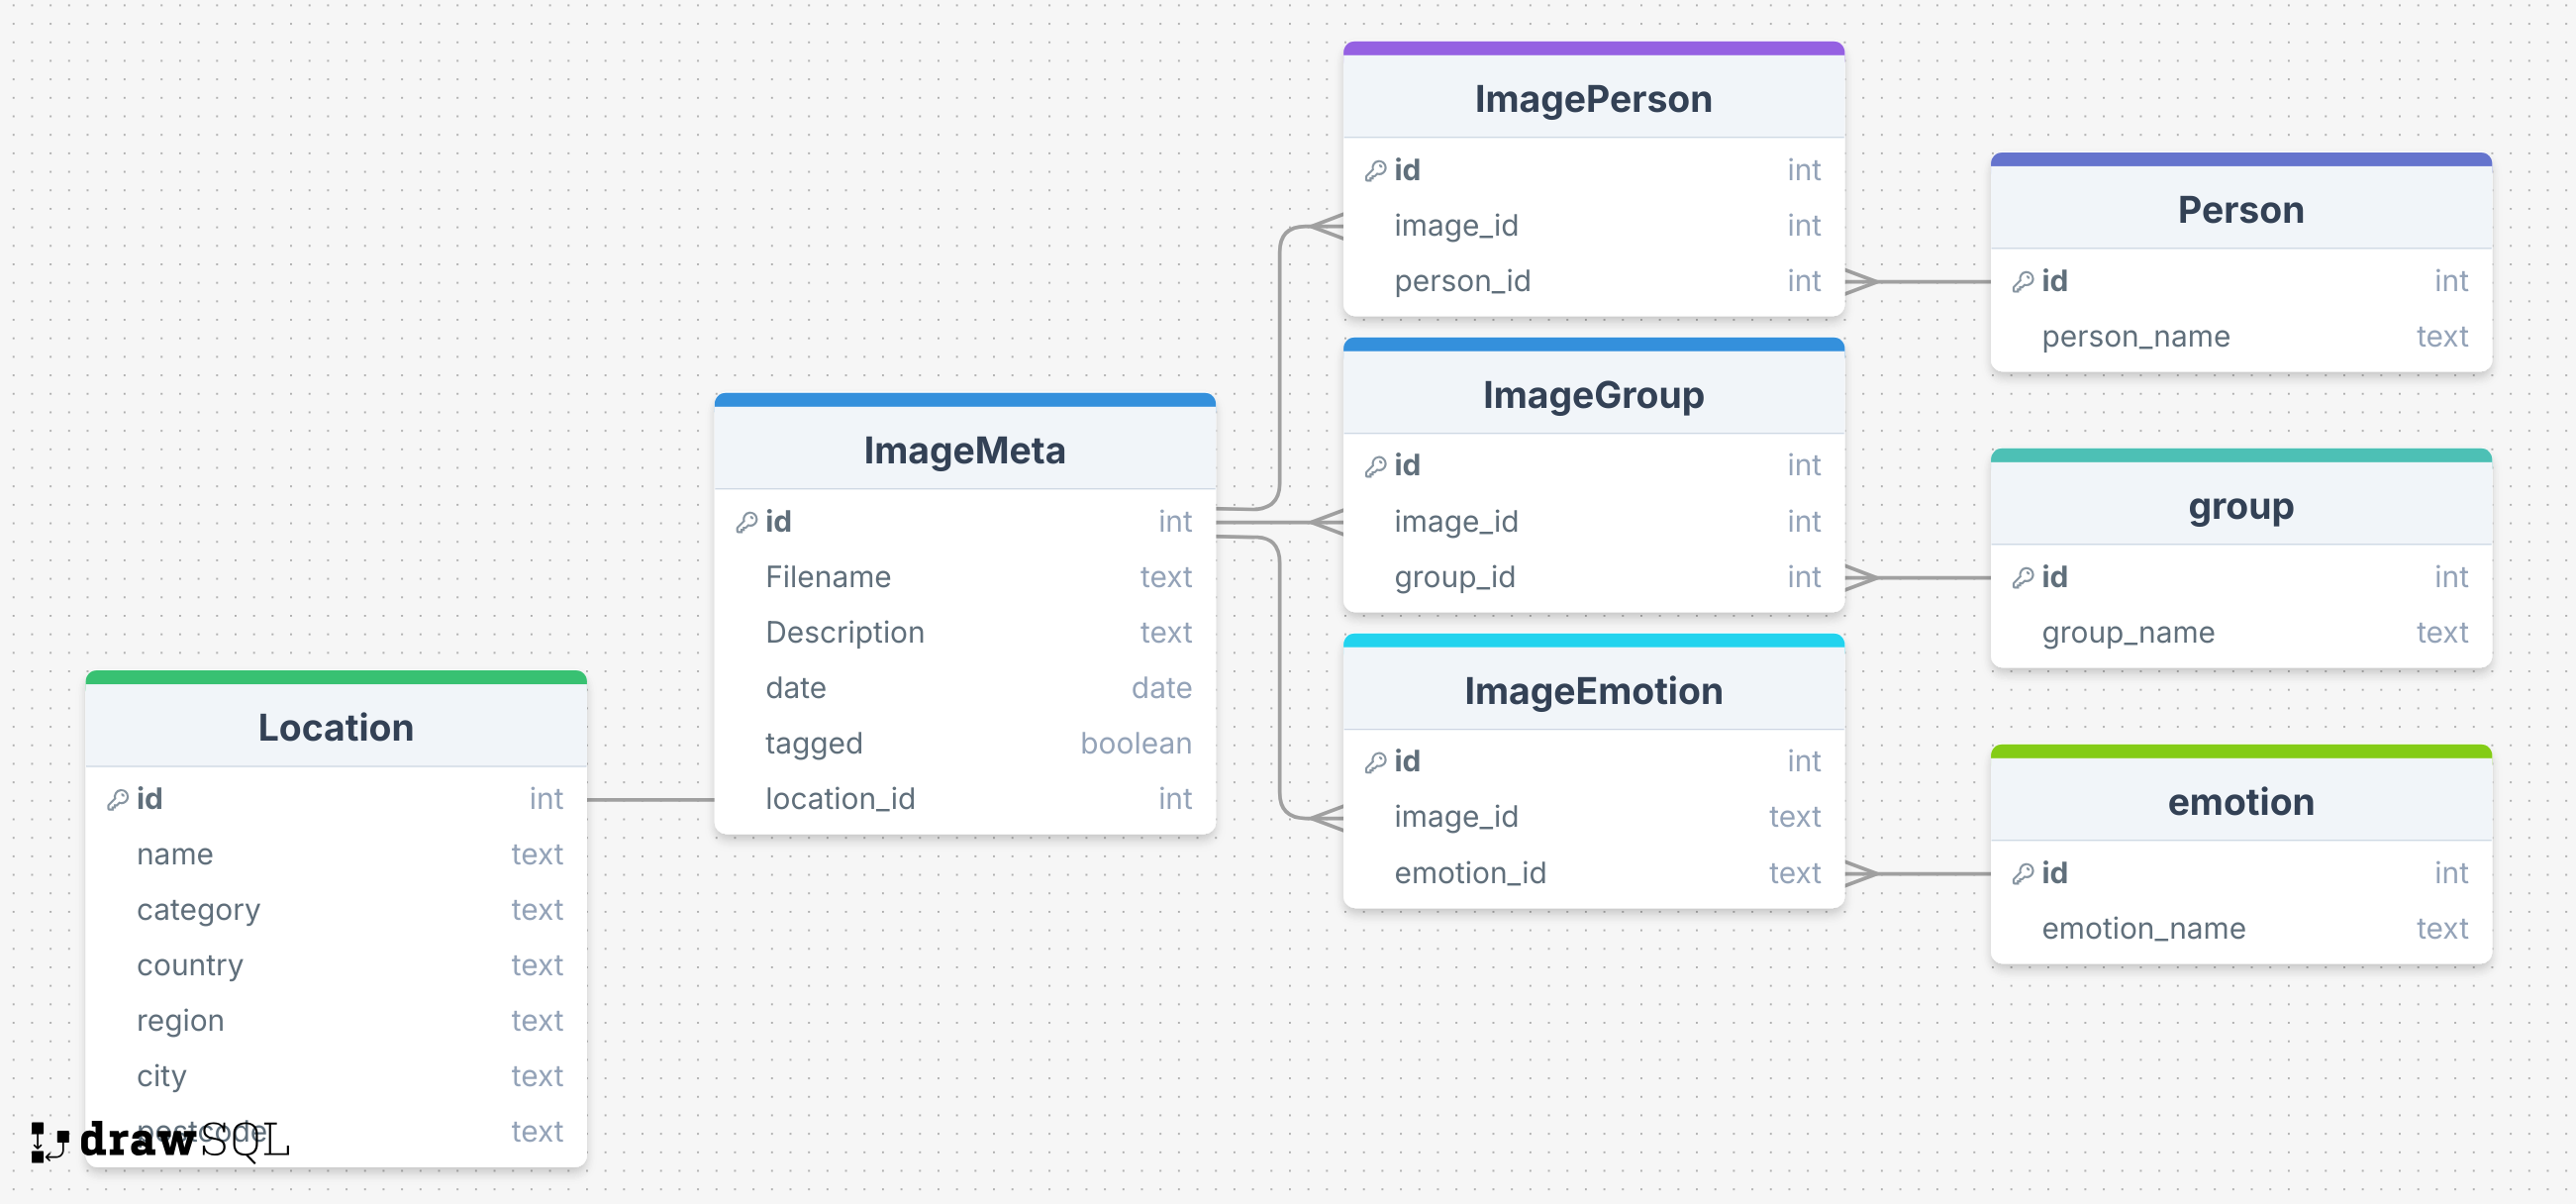 ImagePerson
id int
image_id int
person_id int
Person
id int
person_name text
ImageGroup
id int
image_id int
group_id int
group
id int
group_name text
ImageMeta
id int
Filename text
Description text
date date
tagged boolean
location_id int
ImageEmotion
id int
image_id text
emotion_id text
emotion
id int
emotion_name text
Location
id int
name text
category text
country text
region text
city text
postcode text
drawSQL